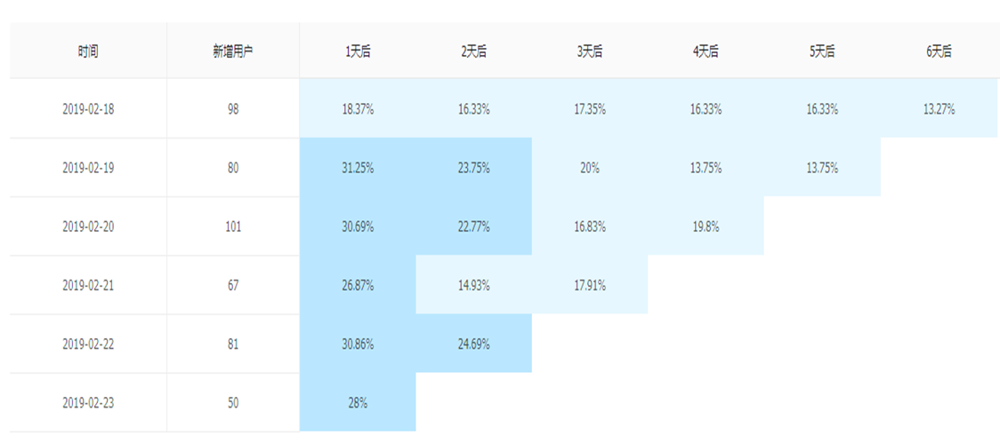 时间 新增用户 1天后 2天后 3天后 4天后 5天后 6天后
2019-02-18 98 18.37% 16.33% 17.35% 16.33% 16.33% 13.27%
2019-02-19 80 31.25% 23.75% 20% 13.75% 13.75%
2019-02-20 101 30.69% 22.77% 16.83% 19.8%
2019-02-21 67 26.87% 14.93% 17.91%
2019-02-22 81 30.86% 24.69%
2019-02-23 50 28%